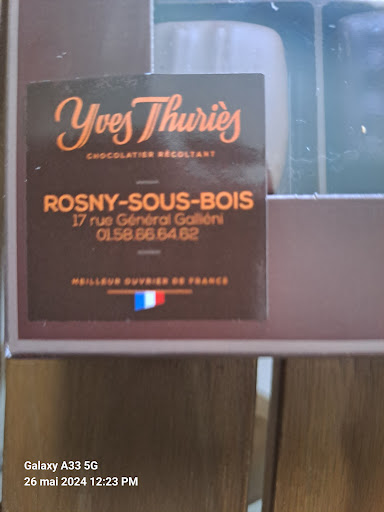 Yves Thuriès
CHOCOLATIER RÉCOLTANT
ROSNY-SOUS-BOIS
17 rue Général Galliéni
01.58.66.64.62
MEILLEUR OUVRIER DE FRANCE
Galaxy A33 5G
26 mai 2024 12:23 PM